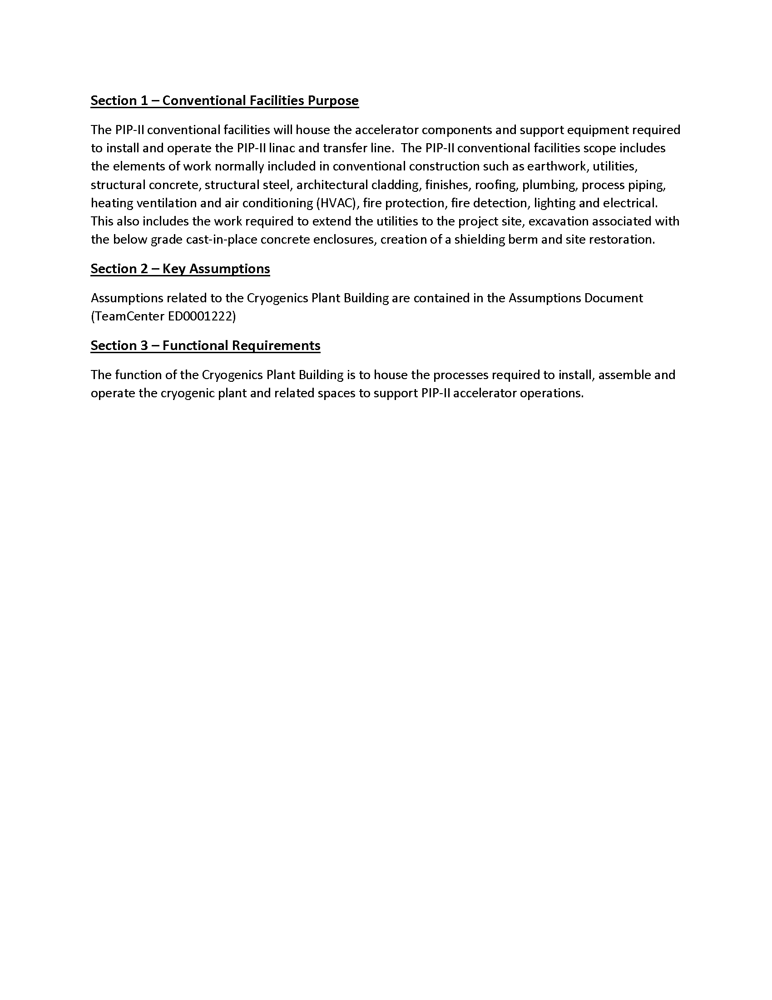 Section 1 – Conventional Facilities Purpose
The PIP-II conventional facilities will house the accelerator components and support equipment required
to install and operate the PIP-II linac and transfer line.  The PIP-II conventional facilities scope includes
the elements of work normally included in conventional construction such as earthwork, utilities,
structural concrete, structural steel, architectural cladding, finishes, roofing, plumbing, process piping,
heating ventilation and air conditioning (HVAC), fire protection, fire detection, lighting and electrical.
This also includes the work required to extend the utilities to the project site, excavation associated with
the below grade cast-in-place concrete enclosures, creation of a shielding berm and site restoration.
Section 2 – Key Assumptions
Assumptions related to the Cryogenics Plant Building are contained in the Assumptions Document
(TeamCenter ED0001222)
Section 3 – Functional Requirements
The function of the Cryogenics Plant Building is to house the processes required to install, assemble and
operate the cryogenic plant and related spaces to support PIP-II accelerator operations.